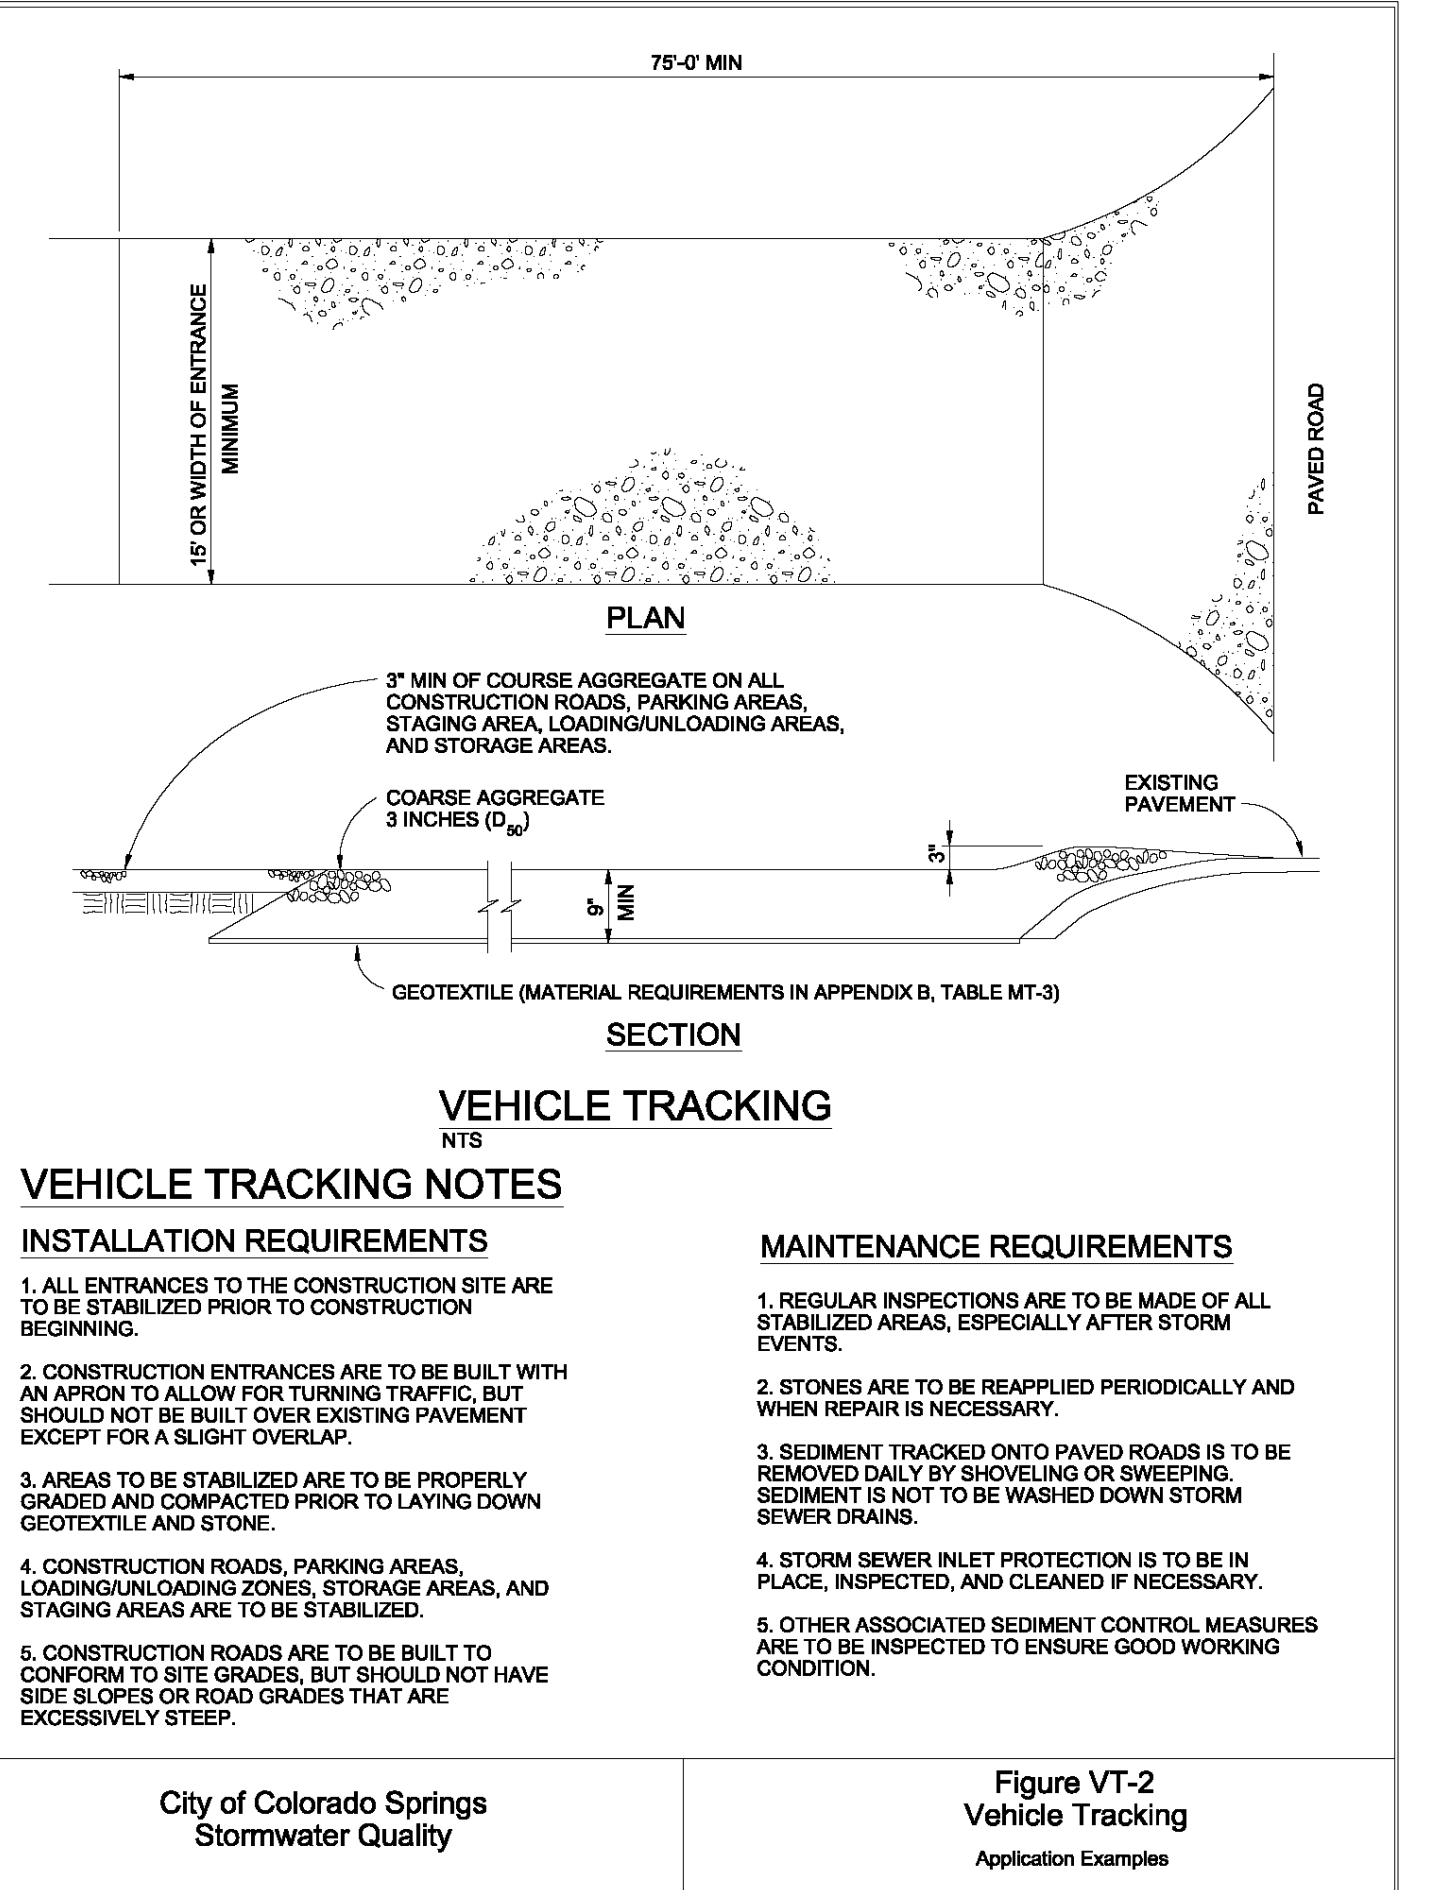 75'-0' MIN
15' OR WIDTH OF ENTRANCE
MINIMUM
PAVED ROAD
PLAN
3" MIN OF COURSE AGGREGATE ON ALL
CONSTRUCTION ROADS, PARKING AREAS,
STAGING AREA, LOADING/UNLOADING AREAS,
AND STORAGE AREAS.
COARSE AGGREGATE
3 INCHES (D50)
EXISTING
PAVEMENT
3"
9"
MIN
GEOTEXTILE (MATERIAL REQUIREMENTS IN APPENDIX B, TABLE MT-3)
SECTION
VEHICLE TRACKING
NTS
VEHICLE TRACKING NOTES
INSTALLATION REQUIREMENTS
1. ALL ENTRANCES TO THE CONSTRUCTION SITE ARE
TO BE STABILIZED PRIOR TO CONSTRUCTION
BEGINNING.
2. CONSTRUCTION ENTRANCES ARE TO BE BUILT WITH
AN APRON TO ALLOW FOR TURNING TRAFFIC, BUT
SHOULD NOT BE BUILT OVER EXISTING PAVEMENT
EXCEPT FOR A SLIGHT OVERLAP.
3. AREAS TO BE STABILIZED ARE TO BE PROPERLY
GRADED AND COMPACTED PRIOR TO LAYING DOWN
GEOTEXTILE AND STONE.
4. CONSTRUCTION ROADS, PARKING AREAS,
LOADING/UNLOADING ZONES, STORAGE AREAS, AND
STAGING AREAS ARE TO BE STABILIZED.
5. CONSTRUCTION ROADS ARE TO BE BUILT TO
CONFORM TO SITE GRADES, BUT SHOULD NOT HAVE
SIDE SLOPES OR ROAD GRADES THAT ARE
EXCESSIVELY STEEP.
MAINTENANCE REQUIREMENTS
1. REGULAR INSPECTIONS ARE TO BE MADE OF ALL
STABILIZED AREAS, ESPECIALLY AFTER STORM
EVENTS.
2. STONES ARE TO BE REAPPLIED PERIODICALLY AND
WHEN REPAIR IS NECESSARY.
3. SEDIMENT TRACKED ONTO PAVED ROADS IS TO BE
REMOVED DAILY BY SHOVELING OR SWEEPING.
SEDIMENT IS NOT TO BE WASHED DOWN STORM
SEWER DRAINS.
4. STORM SEWER INLET PROTECTION IS TO BE IN
PLACE, INSPECTED, AND CLEANED IF NECESSARY.
5. OTHER ASSOCIATED SEDIMENT CONTROL MEASURES
ARE TO BE INSPECTED TO ENSURE GOOD WORKING
CONDITION.
City of Colorado Springs
Stormwater Quality
Figure VT-2
Vehicle Tracking
Application Examples